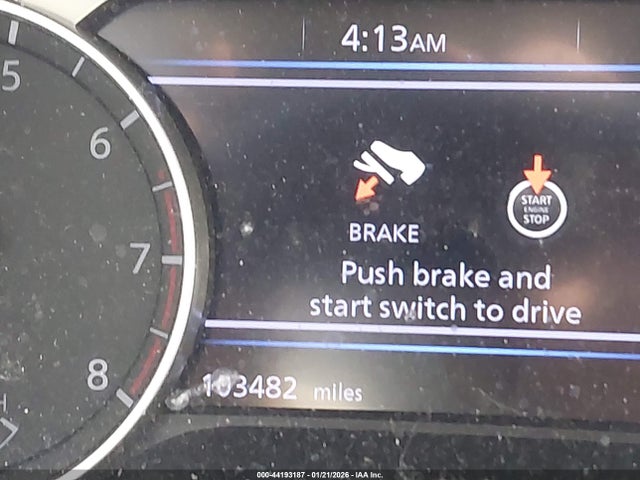 4:13AM
5
6
7
8
BRAKE
START
ENGINE
STOP
Push brake and
start switch to drive
103482 miles
H
000-44193187 - 01/21/2026 - IAA Inc.